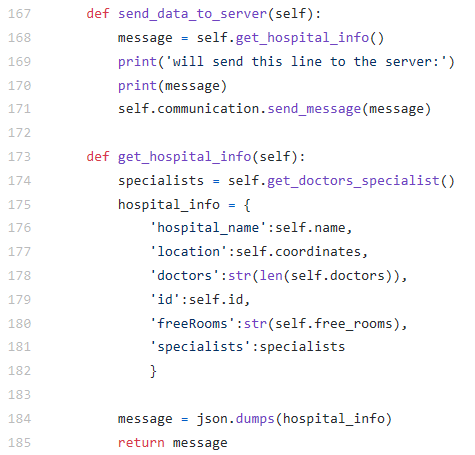 167 def send_data_to_server(self):
168 message = self.get_hospital_info()
169 print('will send this line to the server:')
170 print(message)
171 self.communication.send_message(message)
172
173 def get_hospital_info(self):
174 specialists = self.get_doctors_specialist()
175 hospital_info = {
176 'hospital_name':self.name,
177 'location':self.coordinates,
178 'doctors':str(len(self.doctors)),
179 'id':self.id,
180 'freeRooms':str(self.free_rooms),
181 'specialists':specialists
182 }
183
184 message = json.dumps(hospital_info)
185 return message